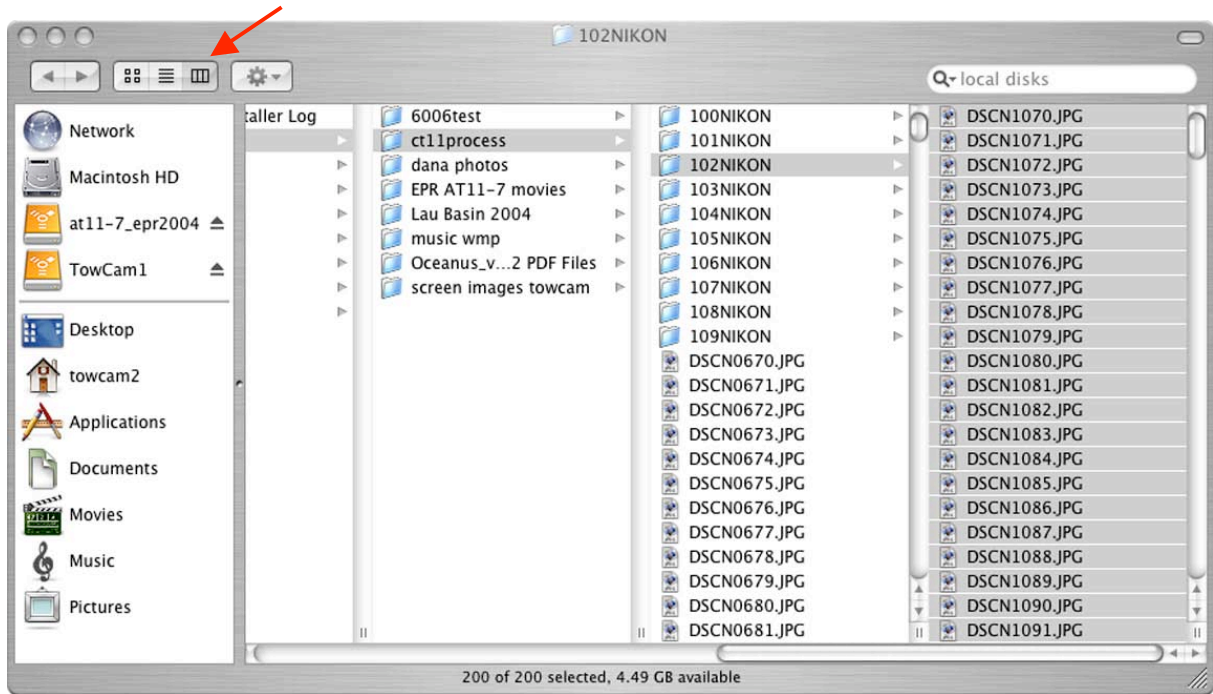 102NIKON
local disks
Network
Macintosh HD
at11-7_epr2004
TowCam1
Desktop
towcam2
Applications
Documents
Movies
Music
Pictures
taller Log
6006test
ct11process
dana photos
EPR AT11-7 movies
Lau Basin 2004
music wmp
Oceanus_v...2 PDF Files
screen images towcam
100NIKON
101NIKON
102NIKON
103NIKON
104NIKON
105NIKON
106NIKON
107NIKON
108NIKON
109NIKON
DSCN0670.JPG
DSCN0671.JPG
DSCN0672.JPG
DSCN0673.JPG
DSCN0674.JPG
DSCN0675.JPG
DSCN0676.JPG
DSCN0677.JPG
DSCN0678.JPG
DSCN0679.JPG
DSCN0680.JPG
DSCN0681.JPG
DSCN1070.JPG
DSCN1071.JPG
DSCN1072.JPG
DSCN1073.JPG
DSCN1074.JPG
DSCN1075.JPG
DSCN1076.JPG
DSCN1077.JPG
DSCN1078.JPG
DSCN1079.JPG
DSCN1080.JPG
DSCN1081.JPG
DSCN1082.JPG
DSCN1083.JPG
DSCN1084.JPG
DSCN1085.JPG
DSCN1086.JPG
DSCN1087.JPG
DSCN1088.JPG
DSCN1089.JPG
DSCN1090.JPG
DSCN1091.JPG
200 of 200 selected, 4.49 GB available